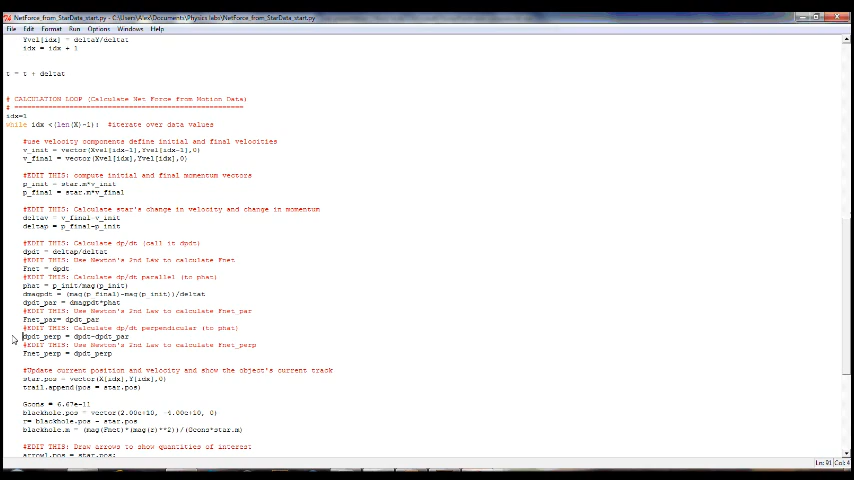 NetForce_from_StarData_start.py - C:\Users\Alex\Documents\Physics labs\NetForce_from_StarData_start.py
File Edit Format Run Options Windows Help
Yvel[idx] = deltaY/deltat
idx = idx + 1
t = t + deltat
# CALCULATION LOOP (Calculate Net Force from Motion Data)
# ====================================================
idx=1
while idx <(len(X)-1): #iterate over data values
#use velocity components define initial and final velocities
v_init = vector(Xvel[idx-1],Yvel[idx-1],0)
v_final = vector(Xvel[idx],Yvel[idx],0)
#EDIT THIS: compute initial and final momentum vectors
p_init = star.m*v_init
p_final = star.m*v_final
#EDIT THIS: Calculate star's change in velocity and change in momentum
deltav = v_final-v_init
deltap = p_final-p_init
#EDIT THIS: Calculate dp/dt (call it dpdt)
dpdt = deltap/deltat
#EDIT THIS: Use Newton's 2nd Law to calculate Fnet
Fnet = dpdt
#EDIT THIS: Calculate dp/dt parallel (to phat)
phat = p_init/mag(p_init)
dmagpdt = (mag(p_final)-mag(p_init))/deltat
dpdt_par = dmagpdt*phat
#EDIT THIS: Use Newton's 2nd Law to calculate Fnet_par
Fnet_par= dpdt_par
#EDIT THIS: Calculate dp/dt perpendicular (to phat)
dpdt_perp = dpdt-dpdt_par
#EDIT THIS: Use Newton's 2nd Law to calculate Fnet_perp
Fnet_perp = dpdt_perp
#Update current position and velocity and show the object's current track
star.pos = vector(X[idx],Y[idx],0)
trail.append(pos = star.pos)
Gcons = 6.67e-11
blackhole.pos = vector(2.00e+10, -4.00e+10, 0)
r= blackhole.pos - star.pos
blackhole.m = (mag(Fnet)*(mag(r)**2))/(Gcons*star.m)
#EDIT THIS: Draw arrows to show quantities of interest
arrow1.pos = star.pos;
Ln: 91 Col: 4